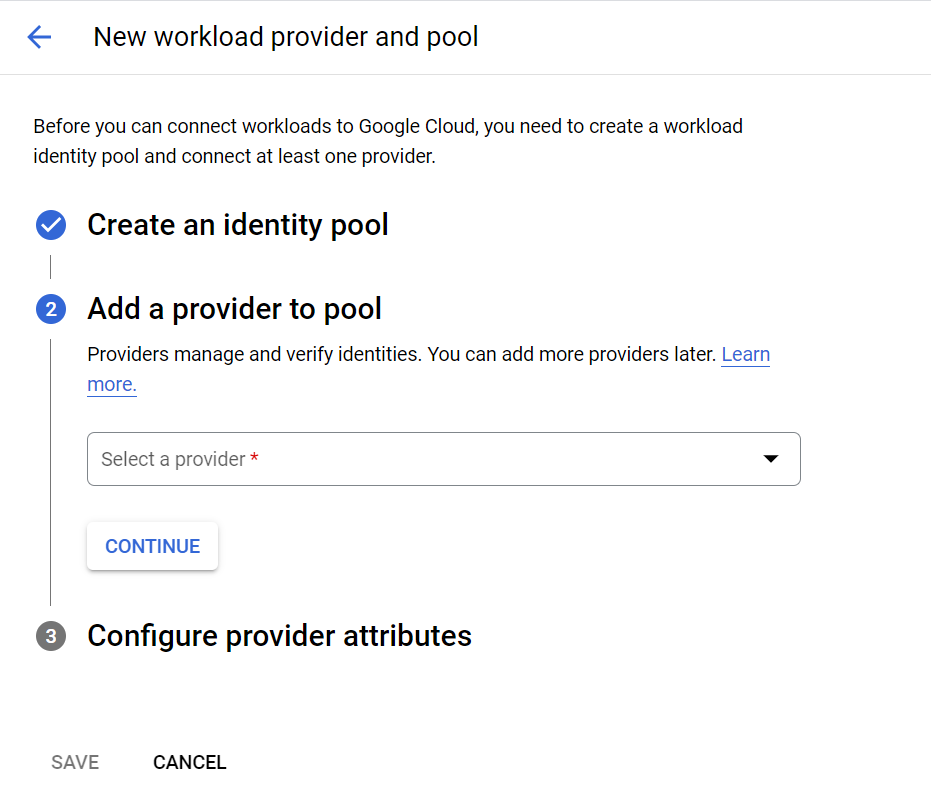 New workload provider and pool
Before you can connect workloads to Google Cloud, you need to create a workload
identity pool and connect at least one provider.
Create an identity pool
2 Add a provider to pool
Providers manage and verify identities. You can add more providers later. Learn
more.
Select a provider *
CONTINUE
3 Configure provider attributes
SAVE CANCEL